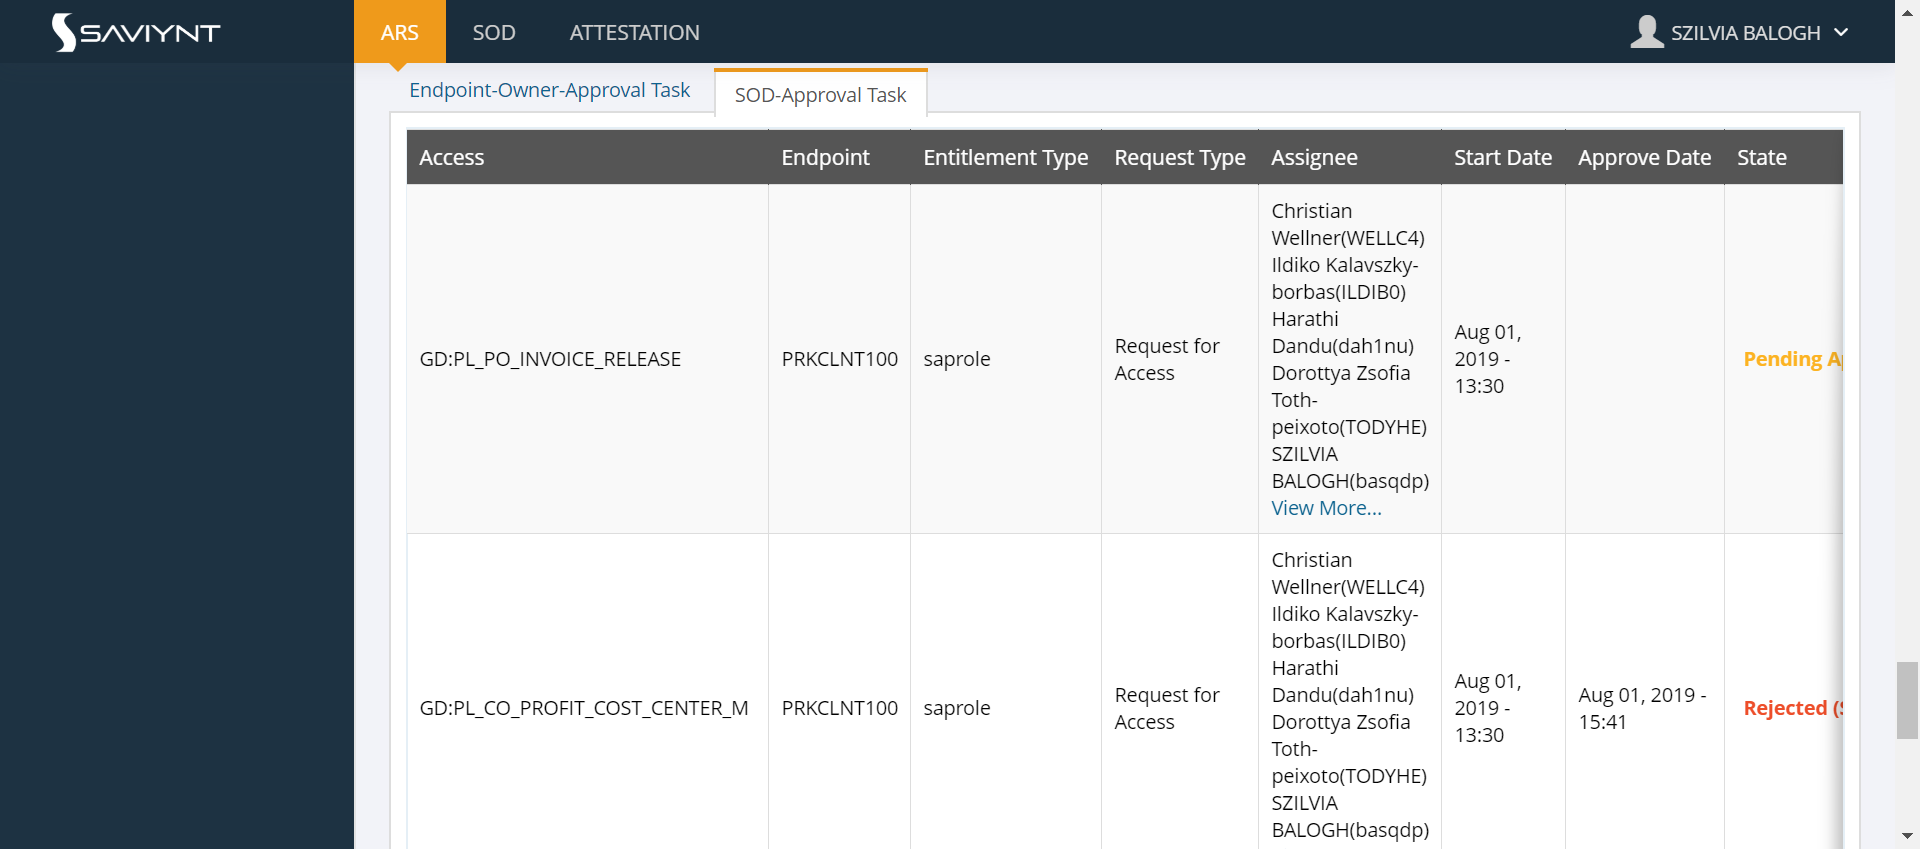 SAVIYNT
ARS
SOD
ATTESTATION
SZILVIA BALOGH
Endpoint-Owner-Approval Task
SOD-Approval Task
Access
Endpoint
Entitlement Type
Request Type
Assignee
Start Date
Approve Date
State
GD:PL_PO_INVOICE_RELEASE
PRKCLNT100
saprole
Request for
Access
Christian
Wellner(WELLC4)
Ildiko Kalavszky-
borbas(ILDIB0)
Harathi
Dandu(dah1nu)
Dorottya Zsofia
Toth-
peixoto(TODYHE)
SZILVIA
BALOGH(basqdp)
View More...
Aug 01,
2019 -
13:30
Pending A
GD:PL_CO_PROFIT_COST_CENTER_M
PRKCLNT100
saprole
Request for
Access
Christian
Wellner(WELLC4)
Ildiko Kalavszky-
borbas(ILDIB0)
Harathi
Dandu(dah1nu)
Dorottya Zsofia
Toth-
peixoto(TODYHE)
SZILVIA
BALOGH(basqdp)
Aug 01,
2019 -
13:30
Aug 01, 2019 -
15:41
Rejected (